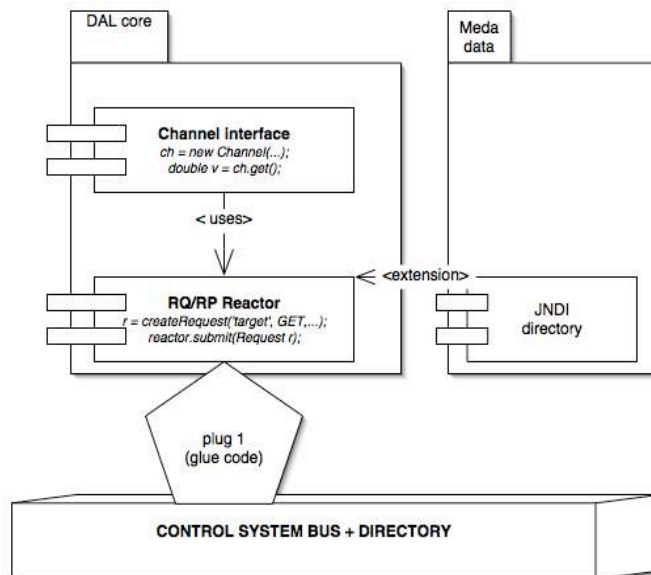 DAL core
Meda
data
Channel interface
ch = new Channel(...);
double v = ch.get();
< uses>
<extension>
RQ/RP Reactor
r = createRequest('target', GET,...);
reactor.submit(Request r);
JNDI
directory
plug 1
(glue code)
CONTROL SYSTEM BUS + DIRECTORY